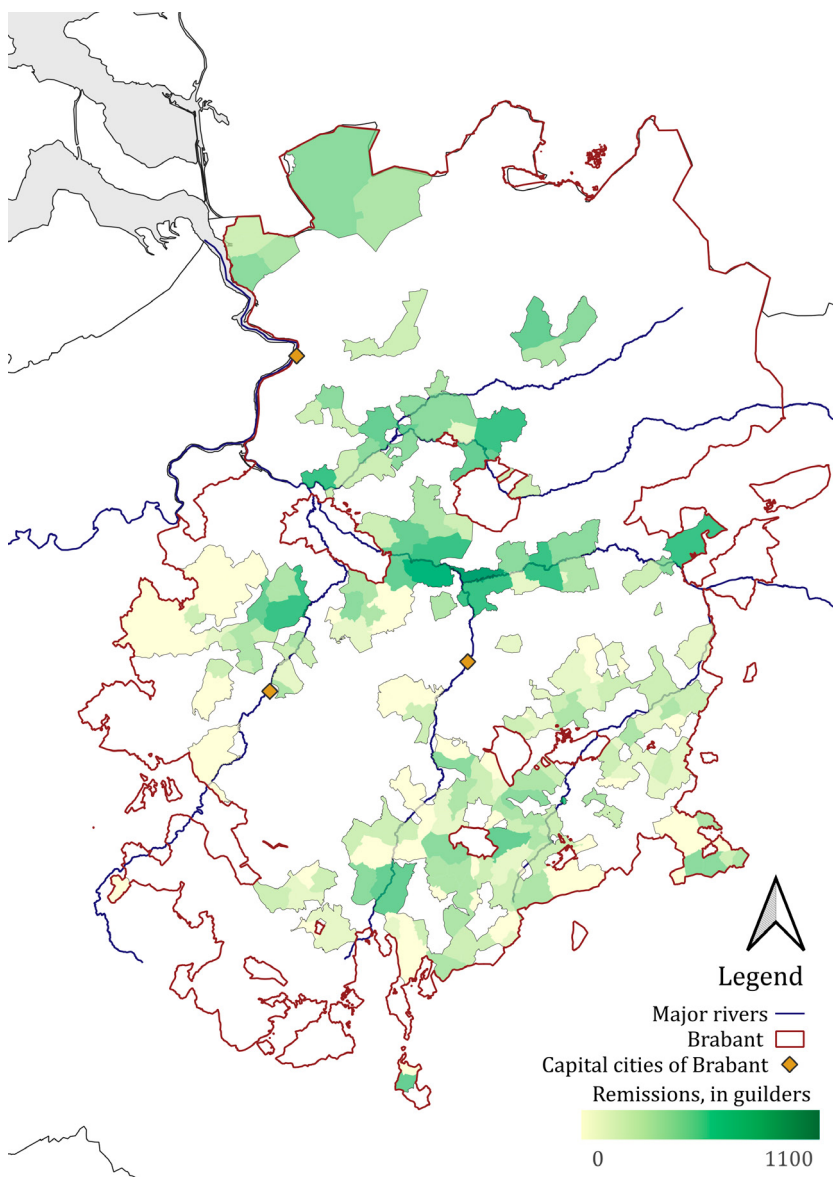 Legend
Major rivers
Brabant
Capital cities of Brabant
Remissions, in guilders
0 1100